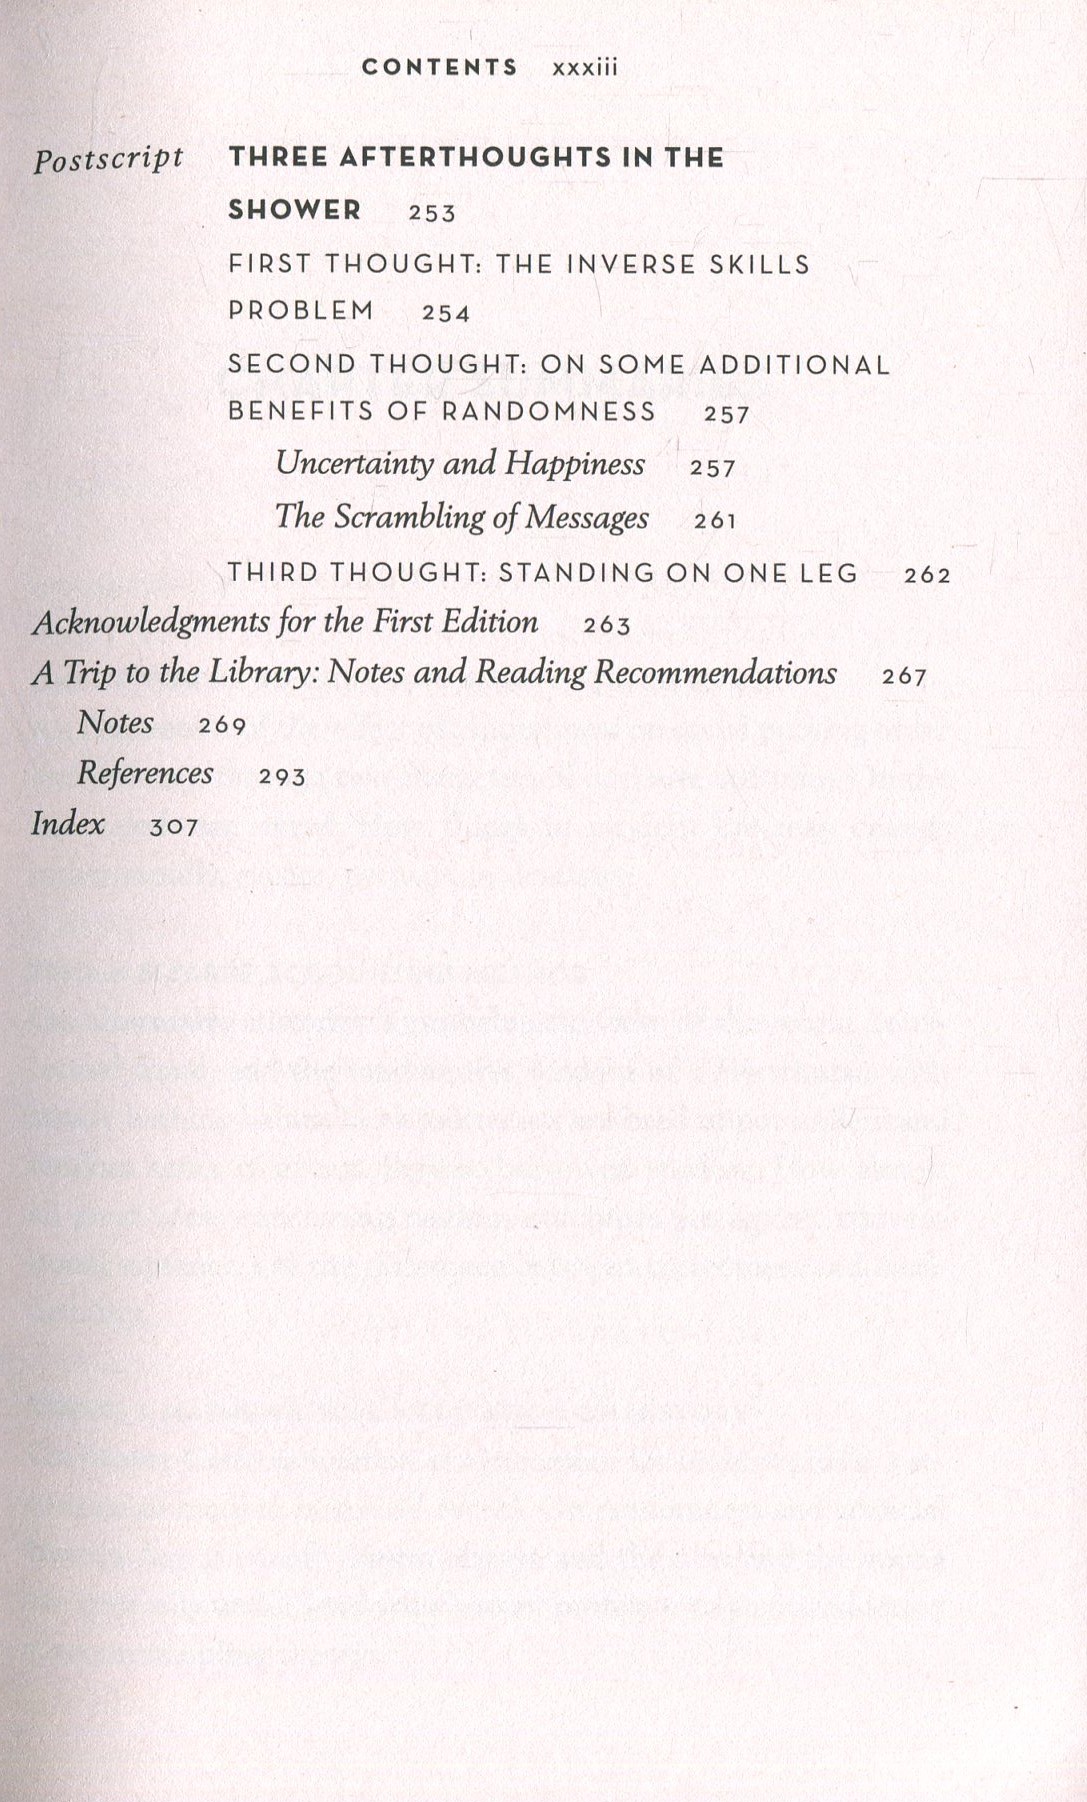 CONTENTS xxxiii
Postscript THREE AFTERTHOUGHTS IN THE
SHOWER 253
FIRST THOUGHT: THE INVERSE SKILLS
PROBLEM 254
SECOND THOUGHT: ON SOME ADDITIONAL
BENEFITS OF RANDOMNESS 257
Uncertainty and Happiness 257
The Scrambling of Messages 261
THIRD THOUGHT: STANDING ON ONE LEG 262
Acknowledgments for the First Edition 263
A Trip to the Library: Notes and Reading Recommendations 267
Notes 269
References 293
Index 307